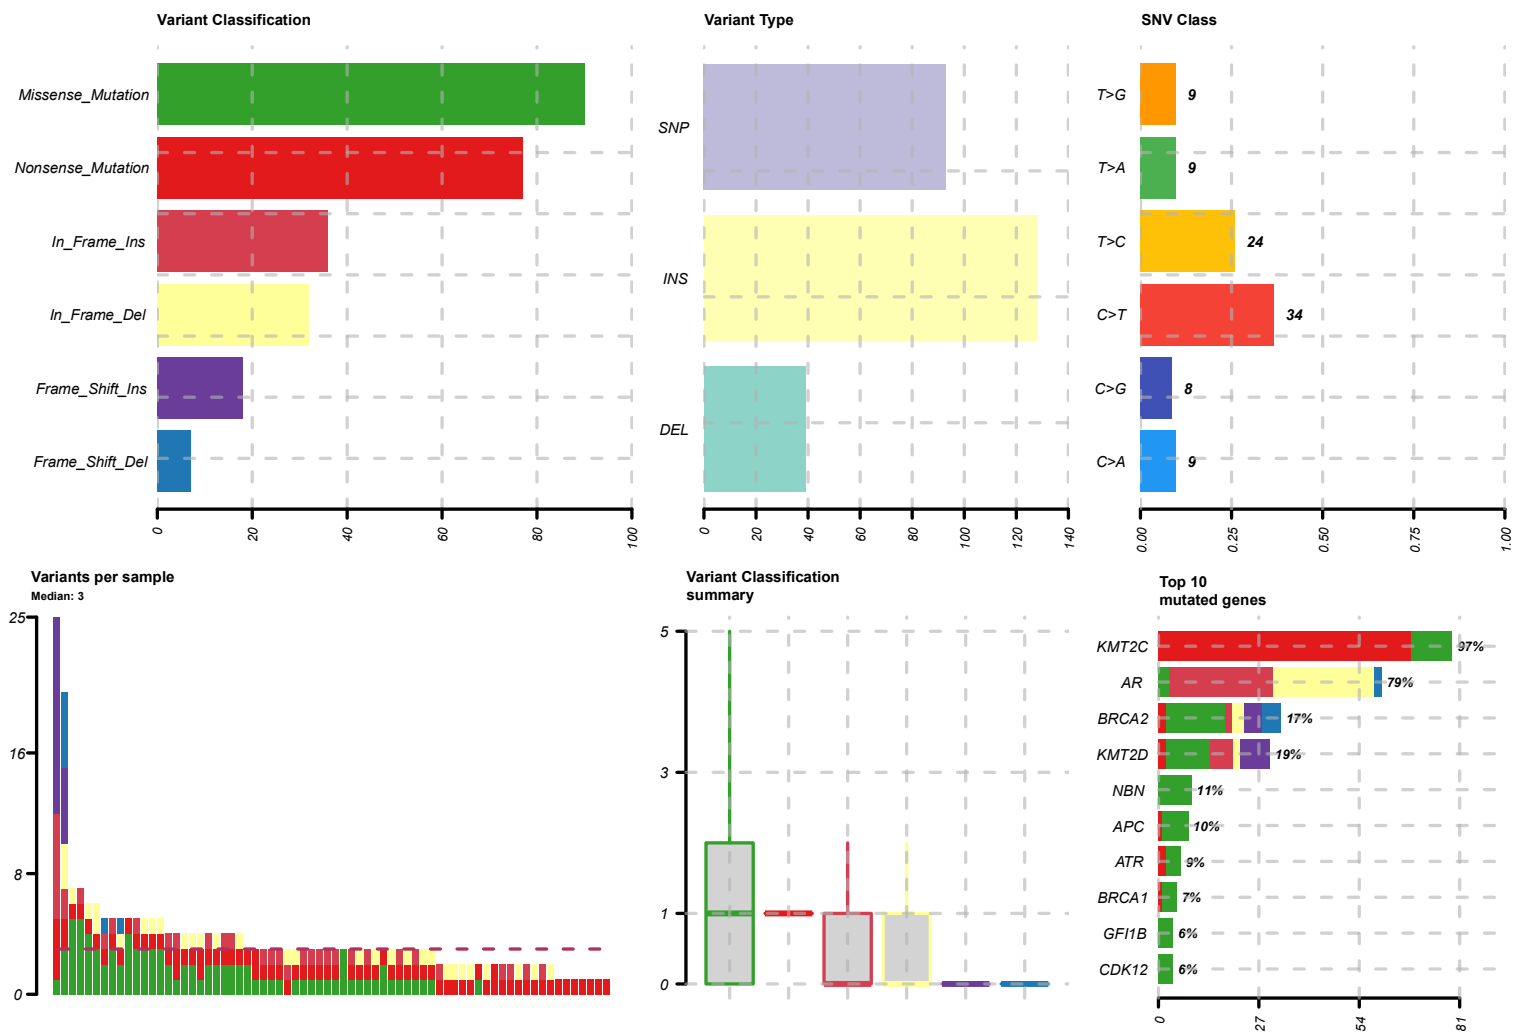 Variant Classification
Missense_Mutation
Nonsense_Mutation
In_Frame_Ins
In_Frame_Del
Frame_Shift_Ins
Frame_Shift_Del
0
20
40
60
80
100
Variant Type
SNP
INS
DEL
0
20
40
60
80
100
120
140
SNV Class
T>G
9
T>A
9
T>C
24
C>T
34
C>G
8
C>A
9
0.00
0.25
0.50
0.75
1.00
Variants per sample
Median: 3
25
16
8
0
Variant Classification
summary
5
3
1
0
Top 10
mutated genes
KMT2C
97%
AR
79%
BRCA2
17%
KMT2D
19%
NBN
11%
APC
10%
ATR
9%
BRCA1
7%
GFI1B
6%
CDK12
6%
0
27
54
81